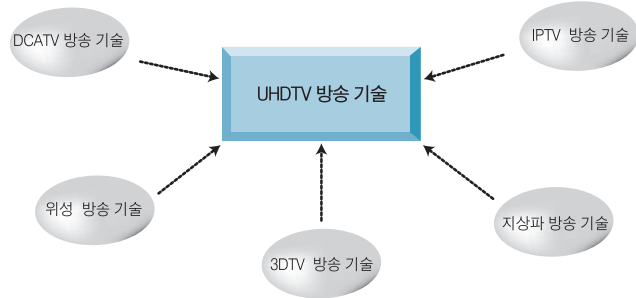 DCATV 방송 기술
IPTV 방송 기술
UHDTV 방송 기술
위성 방송 기술
지상파 방송 기술
3DTV 방송 기술